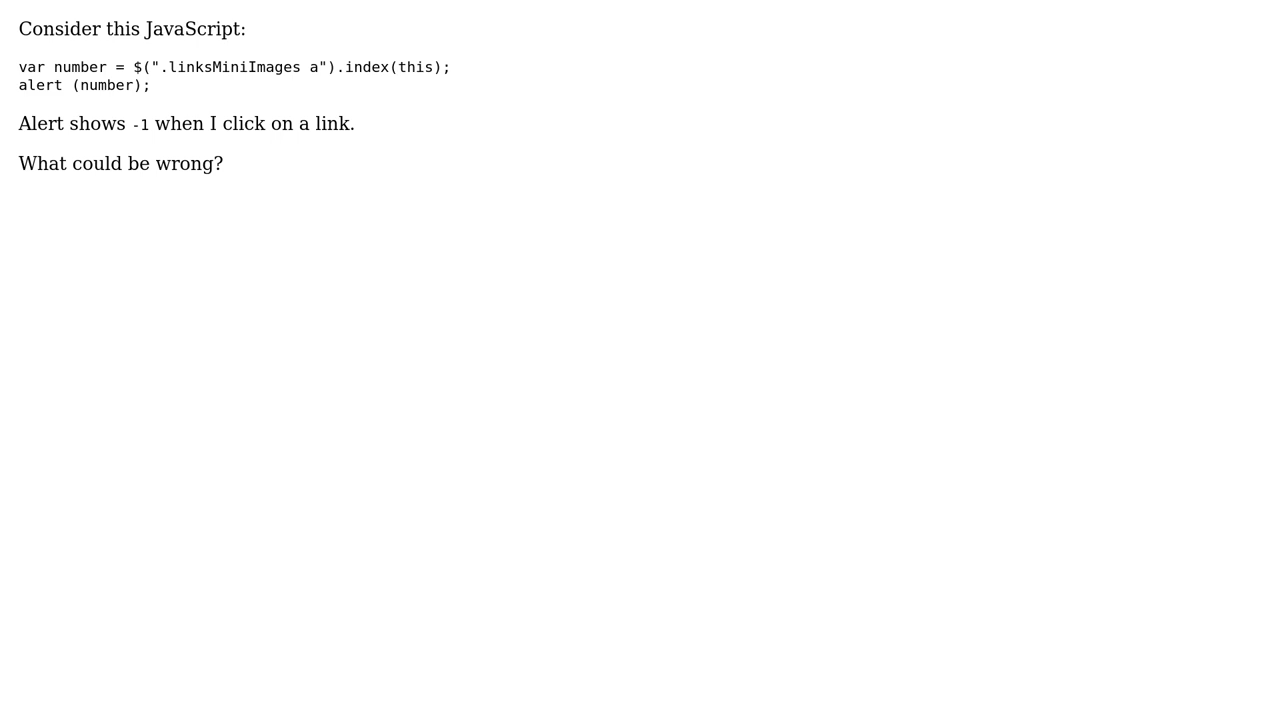 Consider this JavaScript:
var number = $(".linksMiniImages a").index(this);
alert (number);
Alert shows -1 when I click on a link.
What could be wrong?